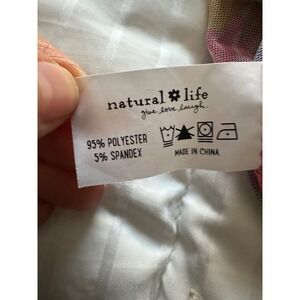 natural life
give. love. laugh.
95% POLYESTER
5% SPANDEX
MADE IN CHINA